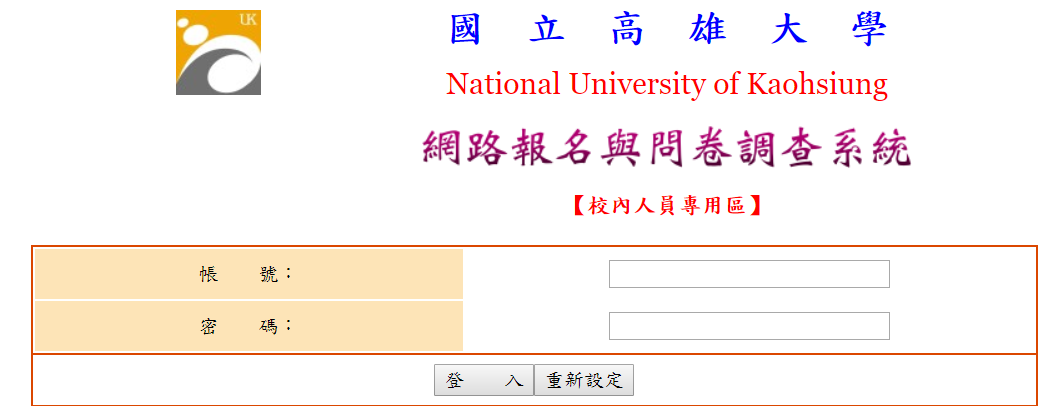 UK
國立高雄大學
National University of Kaohsiung
網路報名與問卷調查系統
【校內人員專用區】
帳 號：
密 碼：
登 入 重新設定